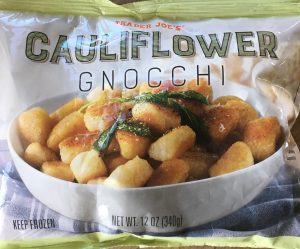 TRADER JOE'S
CAULIFLOWER
GNOCCHI
KEEP FROZEN
NET WT. 12 OZ (340g)